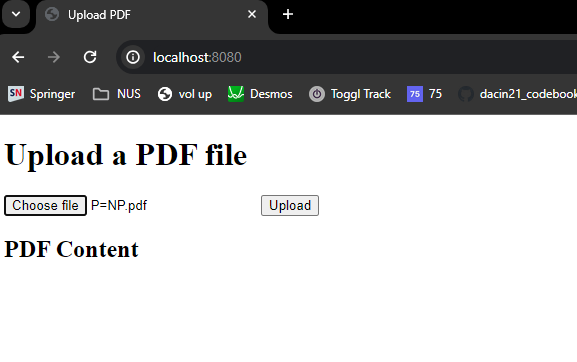 Upload PDF
localhost:8080
SN Springer NUS vol up Desmos Toggl Track 75 75 dacin21_codebook
Upload a PDF file
Choose file P=NP.pdf Upload
PDF Content